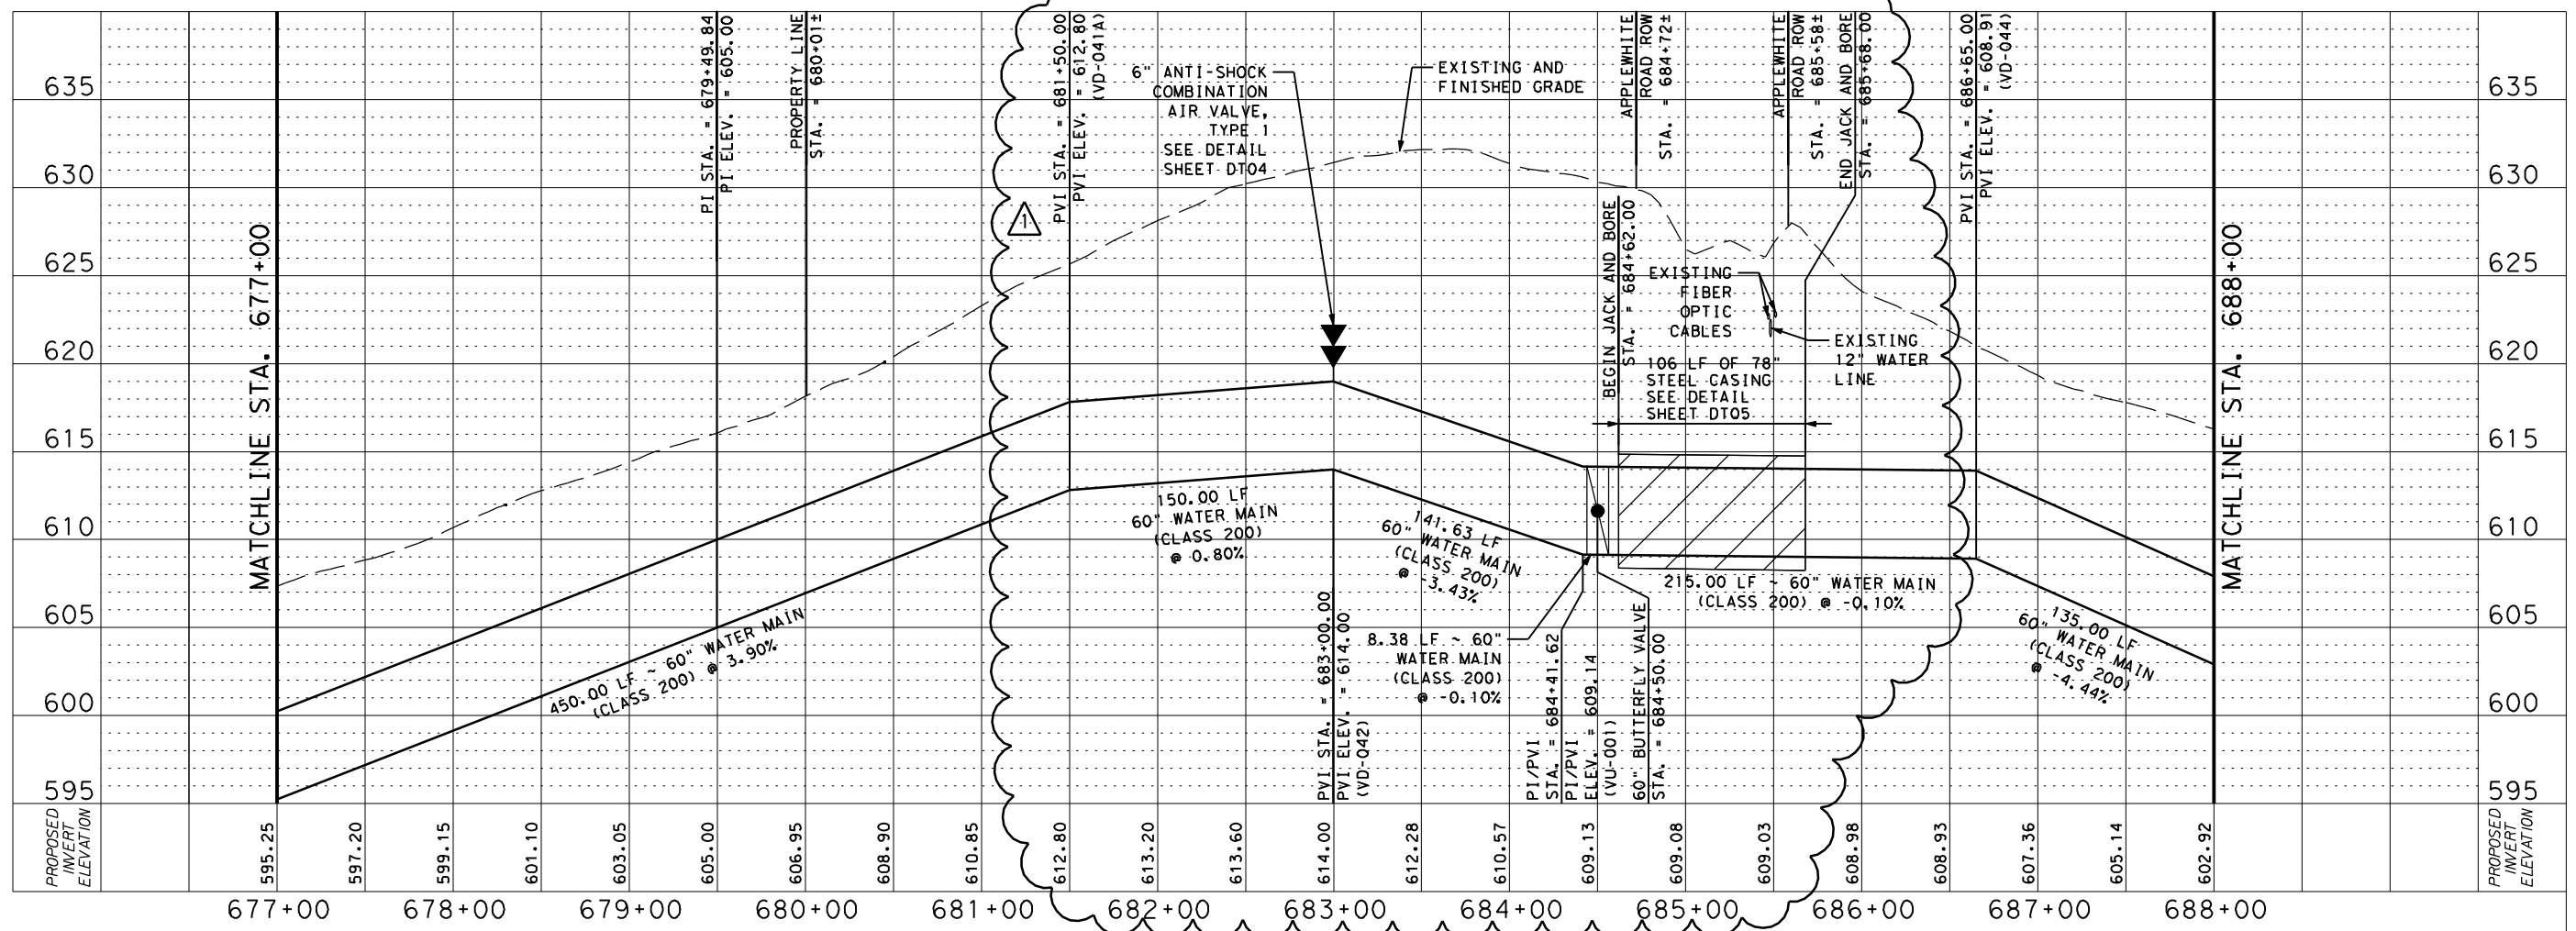 635
630
625
620
615
610
605
600
595
PROPOSED
INVERT
ELEVATION
MATCHLINE STA. 677+00
PI STA. = 679+49.84
PI ELEV. = 605.00
PROPERTY LINE
STA. = 680+01±
1
PVI STA. = 681+50.00
PVI ELEV. = 612.80
(VD-041A)
6" ANTI-SHOCK
COMBINATION
AIR VALVE,
TYPE 1
SEE DETAIL
SHEET DT04
EXISTING AND
FINISHED GRADE
APPLEWHITE
ROAD ROW
STA. = 684+72±
APPLEWHITE
ROAD ROW
STA. = 685+58±
END JACK AND BORE
STA. = 685+68.00
PVI STA. = 686+65.00
PVI ELEV. = 608.91
(VD-044)
BEGIN JACK AND BORE
STA. = 684+62.00
EXISTING
FIBER
OPTIC
CABLES
EXISTING
12" WATER
LINE
106 LF OF 78"
STEEL CASING
SEE DETAIL
SHEET DT05
MATCHLINE STA. 688+00
450.00 LF ~ 60" WATER MAIN
(CLASS 200) @ 3.90%
150.00 LF
60" WATER MAIN
(CLASS 200)
@ 0.80%
141.63 LF
60" WATER MAIN
(CLASS 200)
@ -3.43%
PVI STA. = 683+00.00
PVI ELEV. = 614.00
(VD-042)
8.38 LF ~ 60"
WATER MAIN
(CLASS 200)
@ -0.10%
PI/PVI
STA. = 684+41.62
PI/PVI
ELEV. = 609.14
(VU-001)
60" BUTTERFLY VALVE
STA. = 684+50.00
215.00 LF ~ 60" WATER MAIN
(CLASS 200) @ -0.10%
135.00 LF
60" WATER MAIN
(CLASS 200)
@ -4.44%
635
630
625
620
615
610
605
600
595
PROPOSED
INVERT
ELEVATION
595.25
597.20
599.15
601.10
603.05
605.00
606.95
608.90
610.85
612.80
613.20
613.60
614.00
612.28
610.57
609.13
609.08
609.03
608.98
608.93
607.36
605.14
602.92
677+00
678+00
679+00
680+00
681+00
682+00
683+00
684+00
685+00
686+00
687+00
688+00